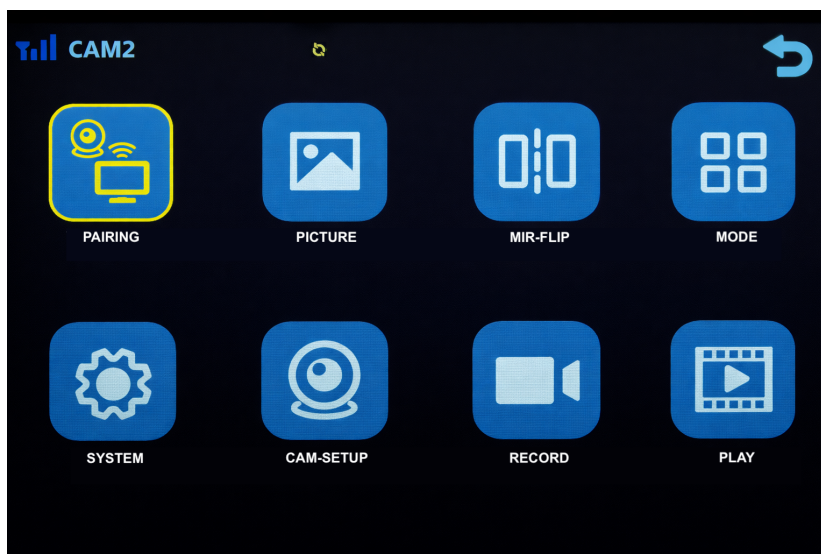 CAM2
PAIRING
PICTURE
MIR-FLIP
MODE
SYSTEM
CAM-SETUP
RECORD
PLAY